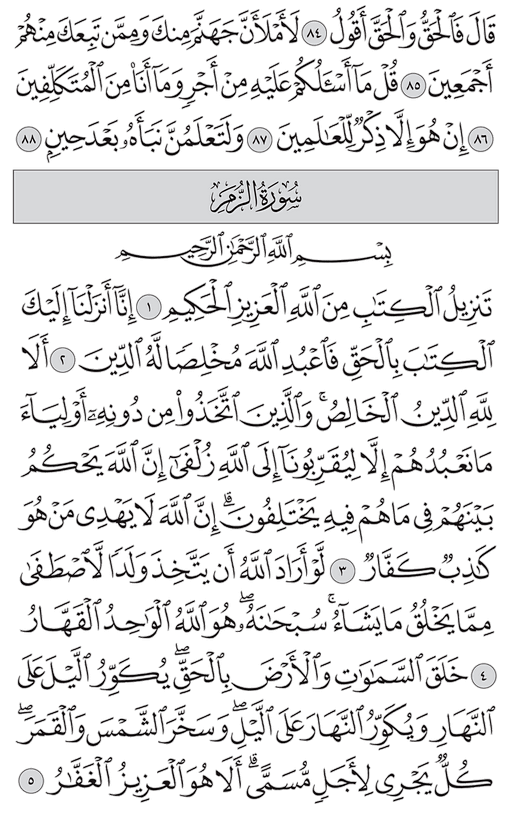 قَالَ فَٱلْحَقُّ وَٱلْحَقَّ أَقُولُ ٨٤ لَأَمْلَأَنَّ جَهَنَّمَ مِنكَ وَمِمَّن تَبِعَكَ مِنْهُمْ
أَجْمَعِينَ ٨٥ قُلْ مَآ أَسْـَٔلُكُمْ عَلَيْهِ مِنْ أَجْرٍ وَمَآ أَنَا۠ مِنَ ٱلْمُتَكَلِّفِينَ
٨٦ إِنْ هُوَ إِلَّا ذِكْرٌ لِّلْعَـٰلَمِينَ ٨٧ وَلَتَعْلَمُنَّ نَبَأَهُۥ بَعْدَ حِينٍۭ ٨٨
سُورَةُ الزُّمَرِ
بِسْمِ ٱللَّهِ ٱلرَّحْمَـٰنِ ٱلرَّحِيمِ
تَنزِيلُ ٱلْكِتَـٰبِ مِنَ ٱللَّهِ ٱلْعَزِيزِ ٱلْحَكِيمِ ١ إِنَّآ أَنزَلْنَآ إِلَيْكَ
ٱلْكِتَـٰبَ بِٱلْحَقِّ فَٱعْبُدِ ٱللَّهَ مُخْلِصًا لَّهُ ٱلدِّينَ ٢ أَلَا
لِلَّهِ ٱلدِّينُ ٱلْخَالِصُ ۚ وَٱلَّذِينَ ٱتَّخَذُوا۟ مِن دُونِهِۦٓ أَوْلِيَآءَ
مَا نَعْبُدُهُمْ إِلَّا لِيُقَرِّبُونَآ إِلَى ٱللَّهِ زُلْفَىٰٓ إِنَّ ٱللَّهَ يَحْكُمُ
بَيْنَهُمْ فِى مَا هُمْ فِيهِ يَخْتَلِفُونَ ۗ إِنَّ ٱللَّهَ لَا يَهْدِى مَنْ هُوَ
كَـٰذِبٌ كَفَّارٌ ٣ لَّوْ أَرَادَ ٱللَّهُ أَن يَتَّخِذَ وَلَدًا لَّٱصْطَفَىٰ
مِمَّا يَخْلُقُ مَا يَشَآءُ ۚ سُبْحَـٰنَهُۥ ۖ هُوَ ٱللَّهُ ٱلْوَٰحِدُ ٱلْقَهَّارُ
٤ خَلَقَ ٱلسَّمَـٰوَٰتِ وَٱلْأَرْضَ بِٱلْحَقِّ ۖ يُكَوِّرُ ٱلَّيْلَ عَلَى
ٱلنَّهَارِ وَيُكَوِّرُ ٱلنَّهَارَ عَلَى ٱلَّيْلِ ۖ وَسَخَّرَ ٱلشَّمْسَ وَٱلْقَمَرَ ۖ
كُلٌّ يَجْرِى لِأَجَلٍ مُّسَمًّى ۗ أَلَا هُوَ ٱلْعَزِيزُ ٱلْغَفَّـٰرُ ٥